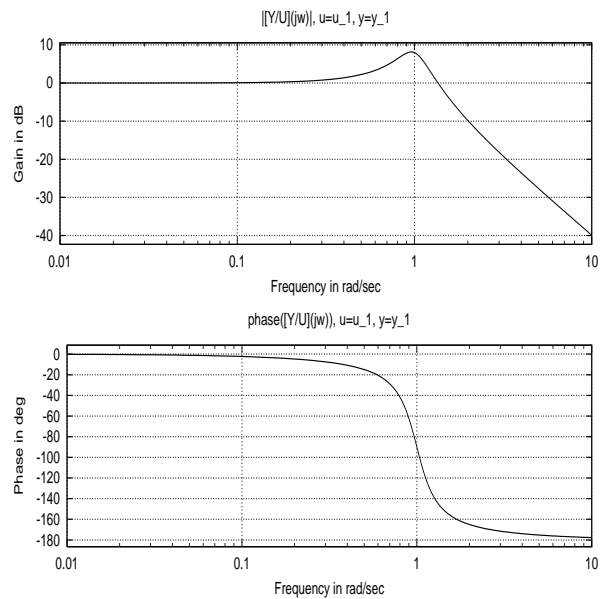 |[Y/U](jw)|, u=u_1, y=y_1
10
0
-10
-20
-30
-40
Gain in dB
0.01 0.1 1 10
Frequency in rad/sec
phase([Y/U](jw)), u=u_1, y=y_1
0
-20
-40
-60
-80
-100
-120
-140
-160
-180
Phase in deg
0.01 0.1 1 10
Frequency in rad/sec